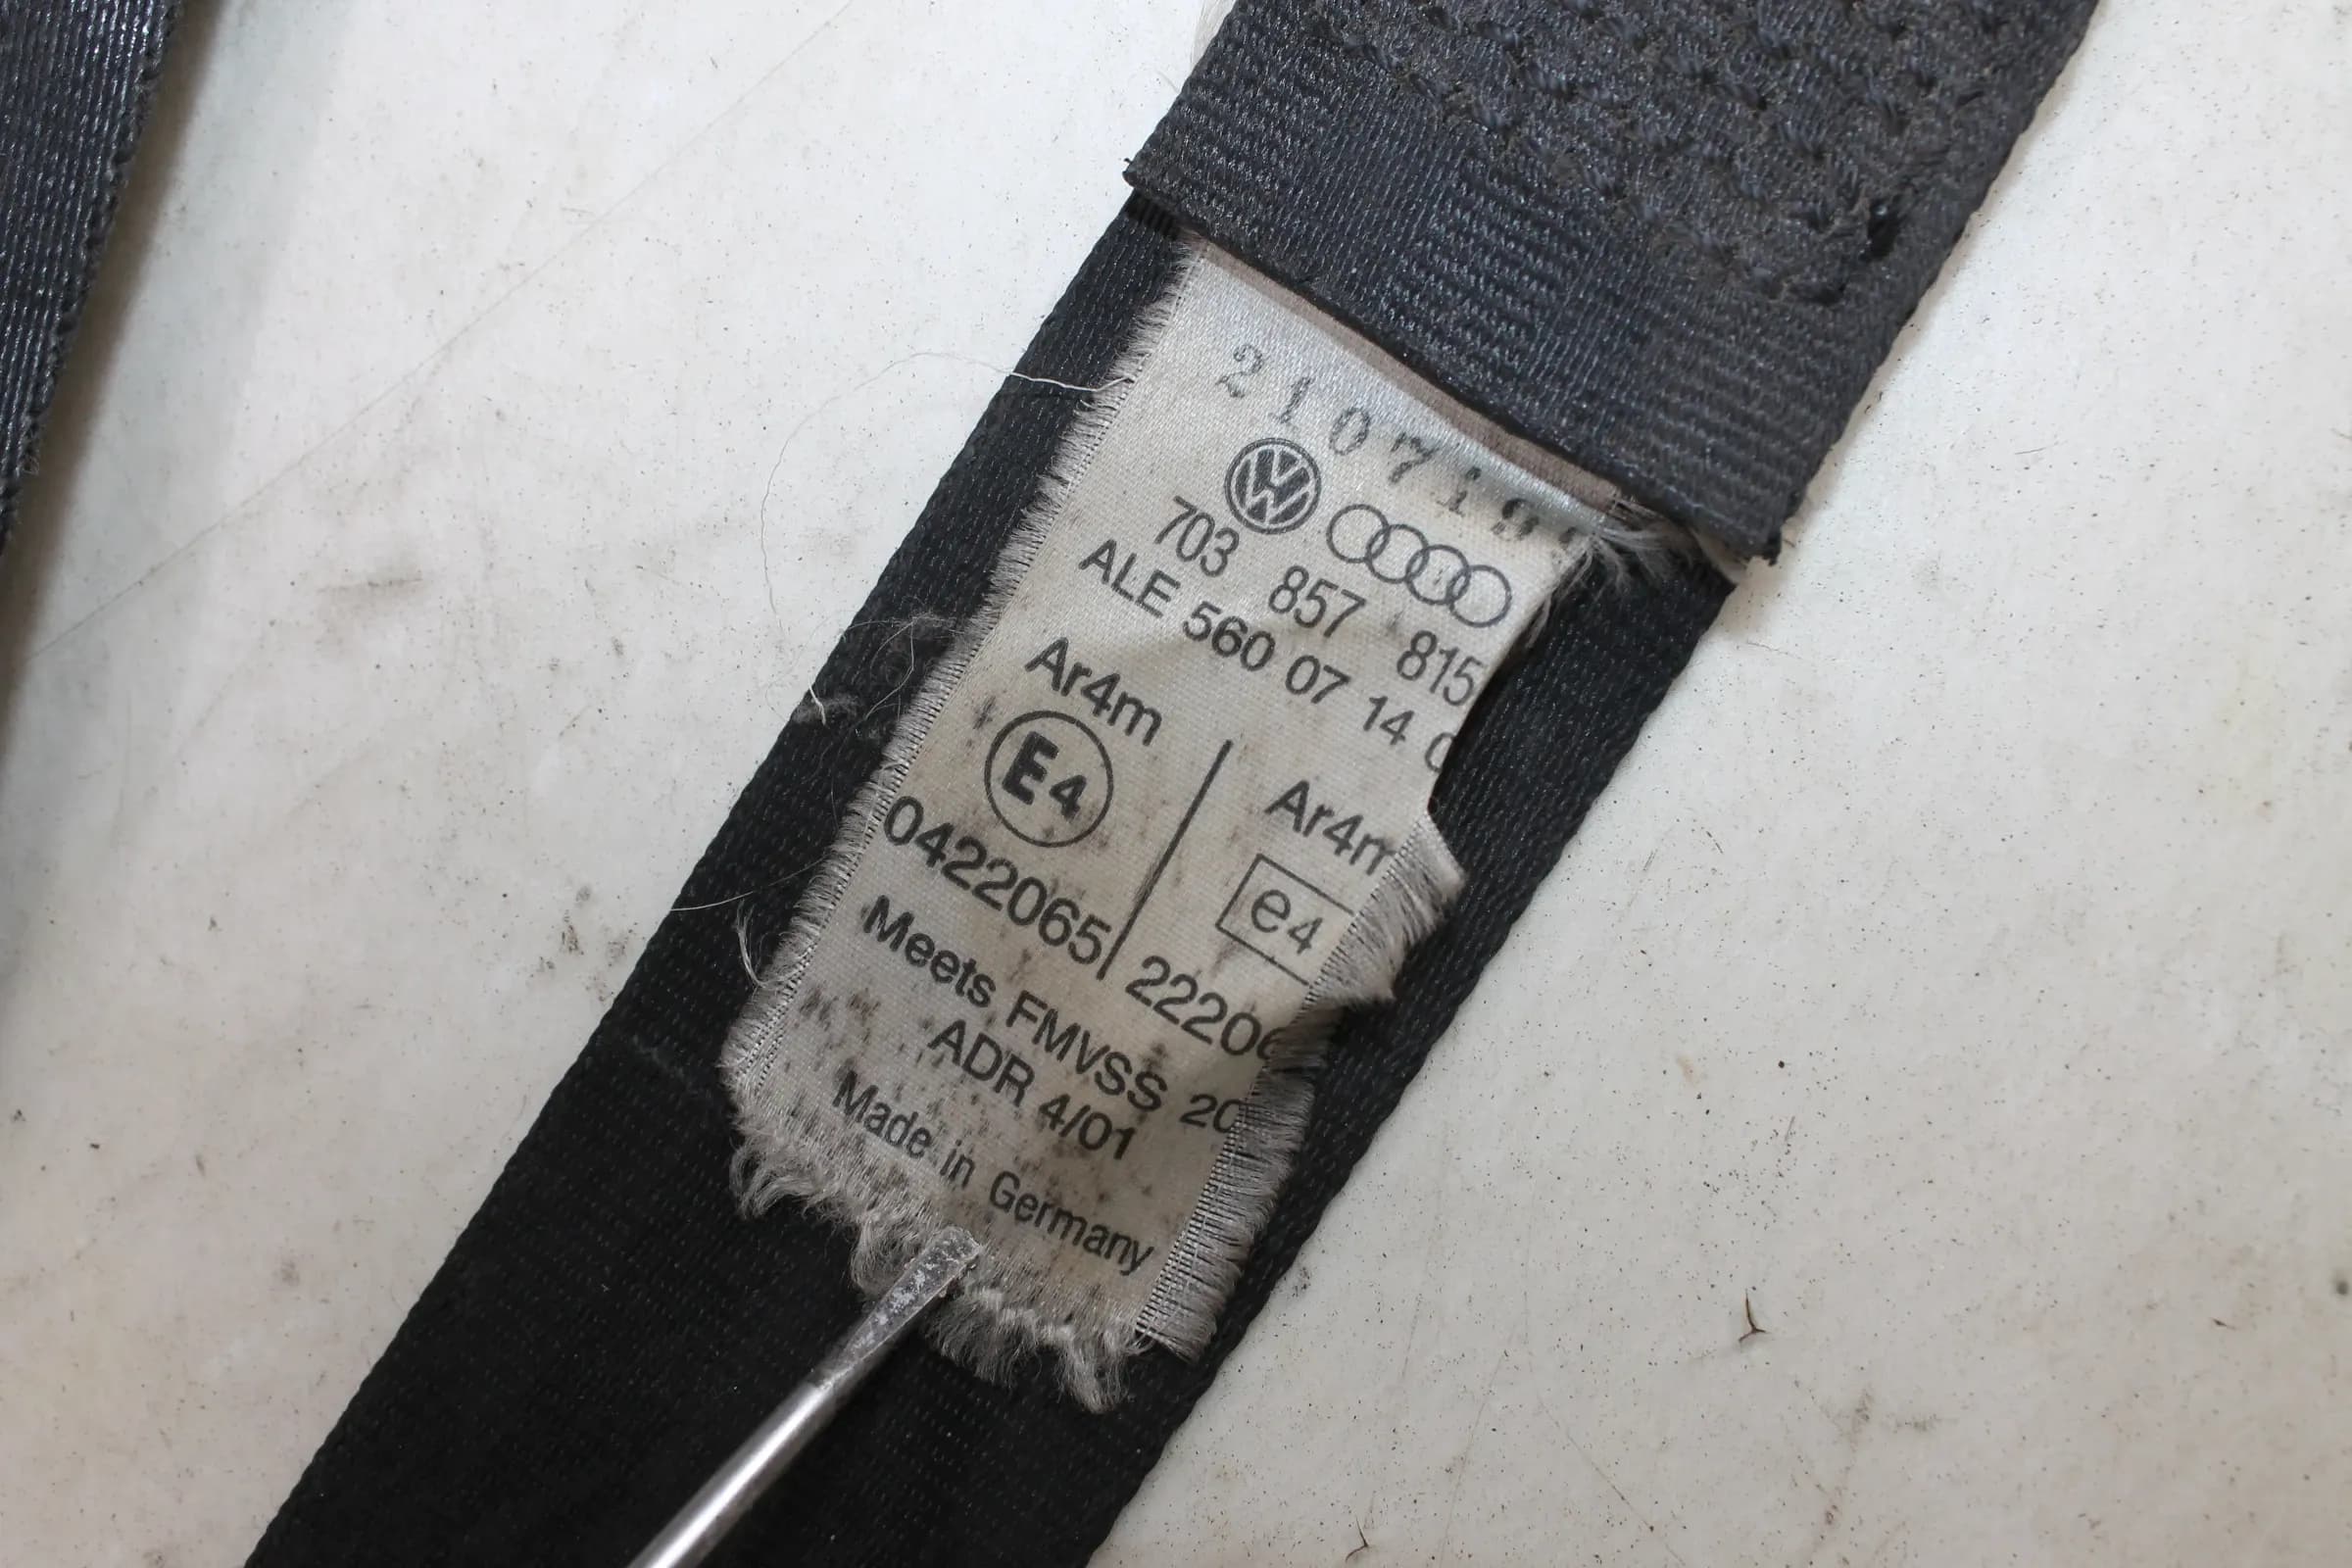 210719
703 857 815
ALE 560 07 14
Ar4m Ar4m
E4 e4
0422065 2220
Meets FMVSS 20
ADR 4/01
Made in Germany